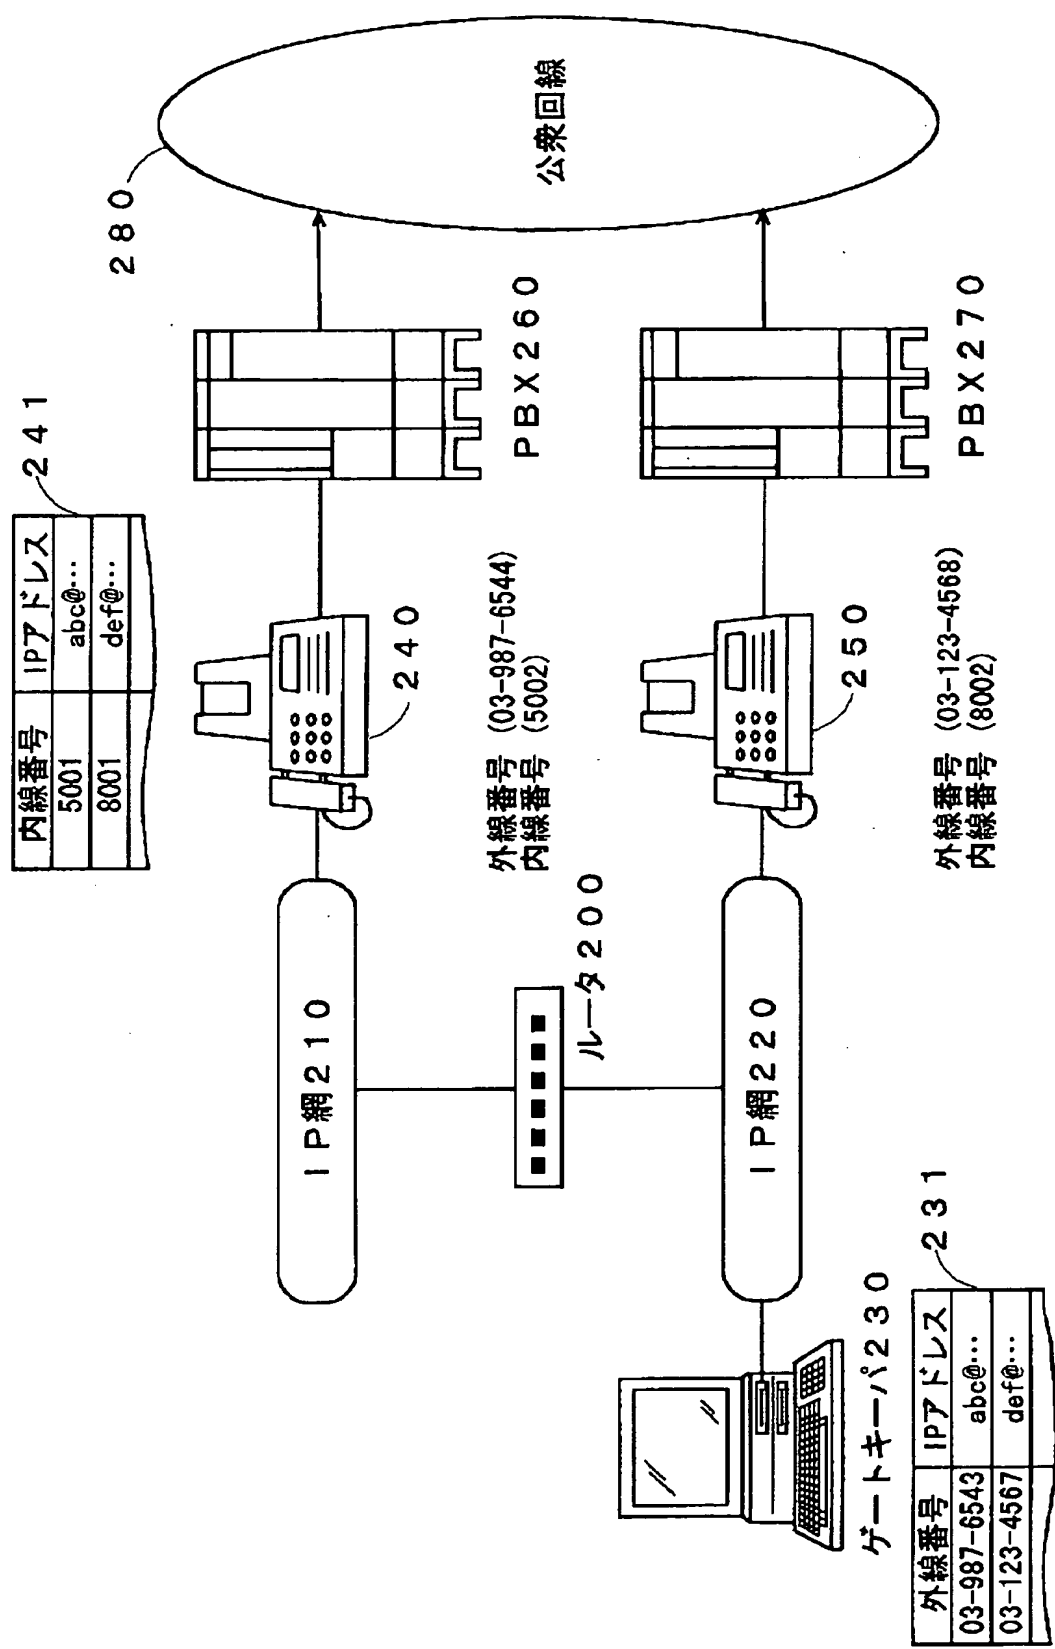 内線番号 IPアドレス
5001 abc@…
8001 def@…
241
280
公衆回線
IP網210
240
外線番号 (03-987-6544)
内線番号 (5002)
PBX260
ルータ200
IP網220
250
外線番号 (03-123-4568)
内線番号 (8002)
PBX270
ゲートキーパ230
外線番号 IPアドレス
03-987-6543 abc@…
03-123-4567 def@…
231